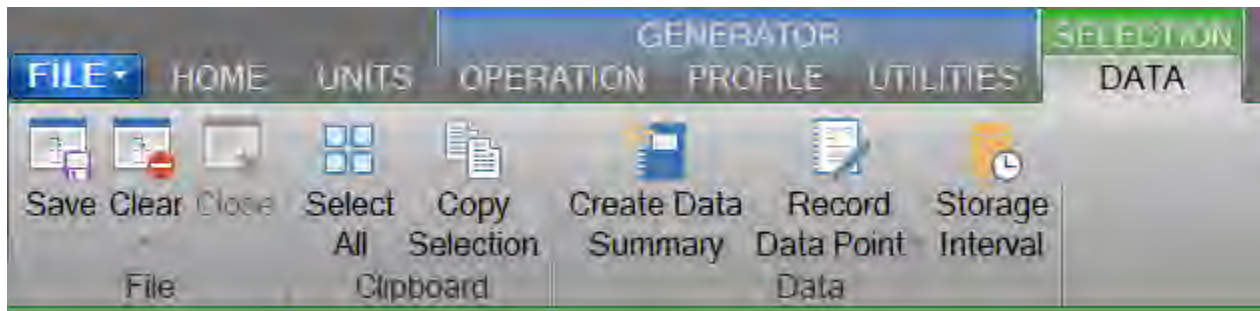 GENERATOR SELECTION
FILE HOME UNITS OPERATION PROFILE UTILITIES DATA
Save Clear Close Select Copy Create Data Record Storage
All Selection Summary Data Point Interval
File Clipboard Data